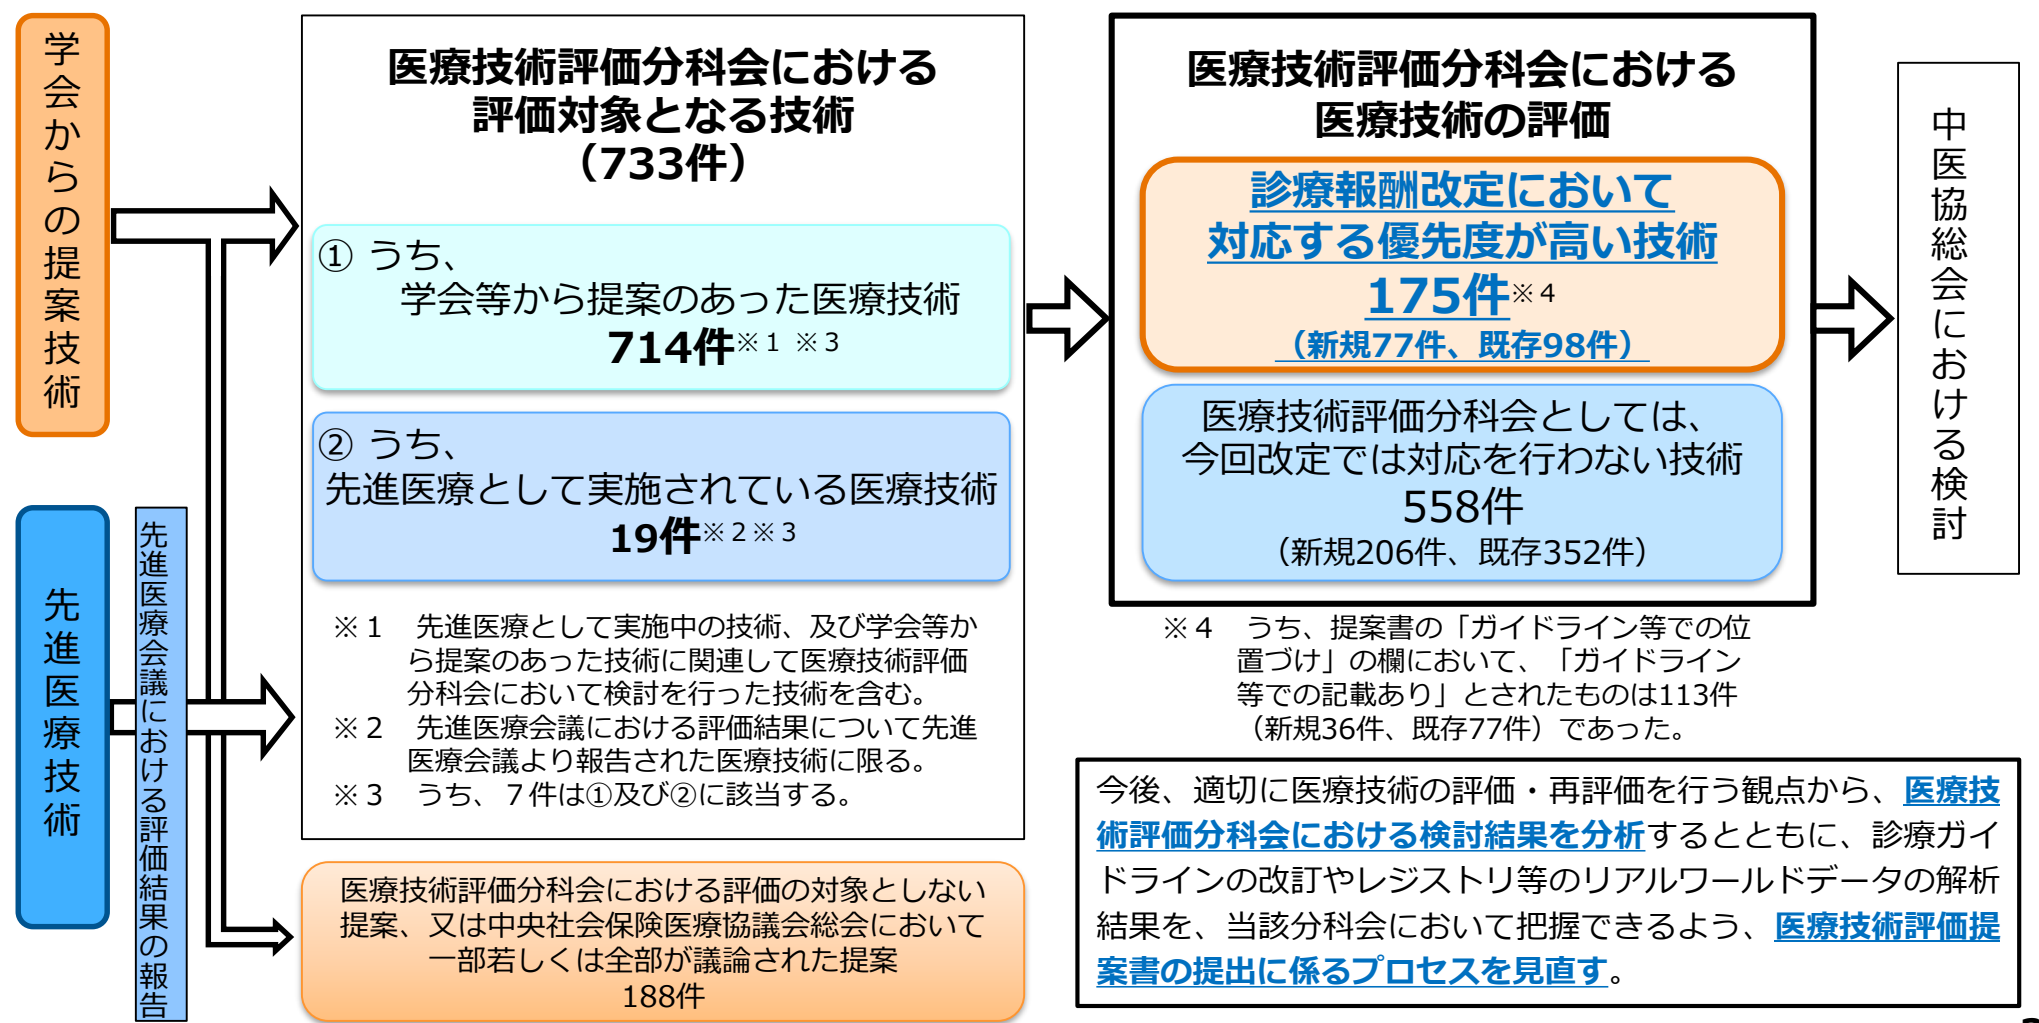 学会からの提案技術
先進医療技術
先進医療会議における評価結果の報告
医療技術評価分科会における
評価対象となる技術
（733件）
① うち、
学会等から提案のあった医療技術
714件※１ ※３
② うち、
先進医療として実施されている医療技術
19件※２※３
※１　先進医療として実施中の技術、及び学会等か
ら提案のあった技術に関連して医療技術評価
分科会において検討を行った技術を含む。
※２　先進医療会議における評価結果について先進
医療会議より報告された医療技術に限る。
※３　うち、７件は①及び②に該当する。
医療技術評価分科会における評価の対象としない
提案、又は中央社会保険医療協議会総会において
一部若しくは全部が議論された提案
188件
医療技術評価分科会における
医療技術の評価
診療報酬改定において
対応する優先度が高い技術
175件※４
（新規77件、既存98件）
医療技術評価分科会としては、
今回改定では対応を行わない技術
558件
（新規206件、既存352件）
※４　うち、提案書の「ガイドライン等での位
置づけ」の欄において、「ガイドライン
等での記載あり」とされたものは113件
（新規36件、既存77件）であった。
中医協総会における検討
今後、適切に医療技術の評価・再評価を行う観点から、医療技
術評価分科会における検討結果を分析するとともに、診療ガイ
ドラインの改訂やレジストリ等のリアルワールドデータの解析
結果を、当該分科会において把握できるよう、医療技術評価提
案書の提出に係るプロセスを見直す。